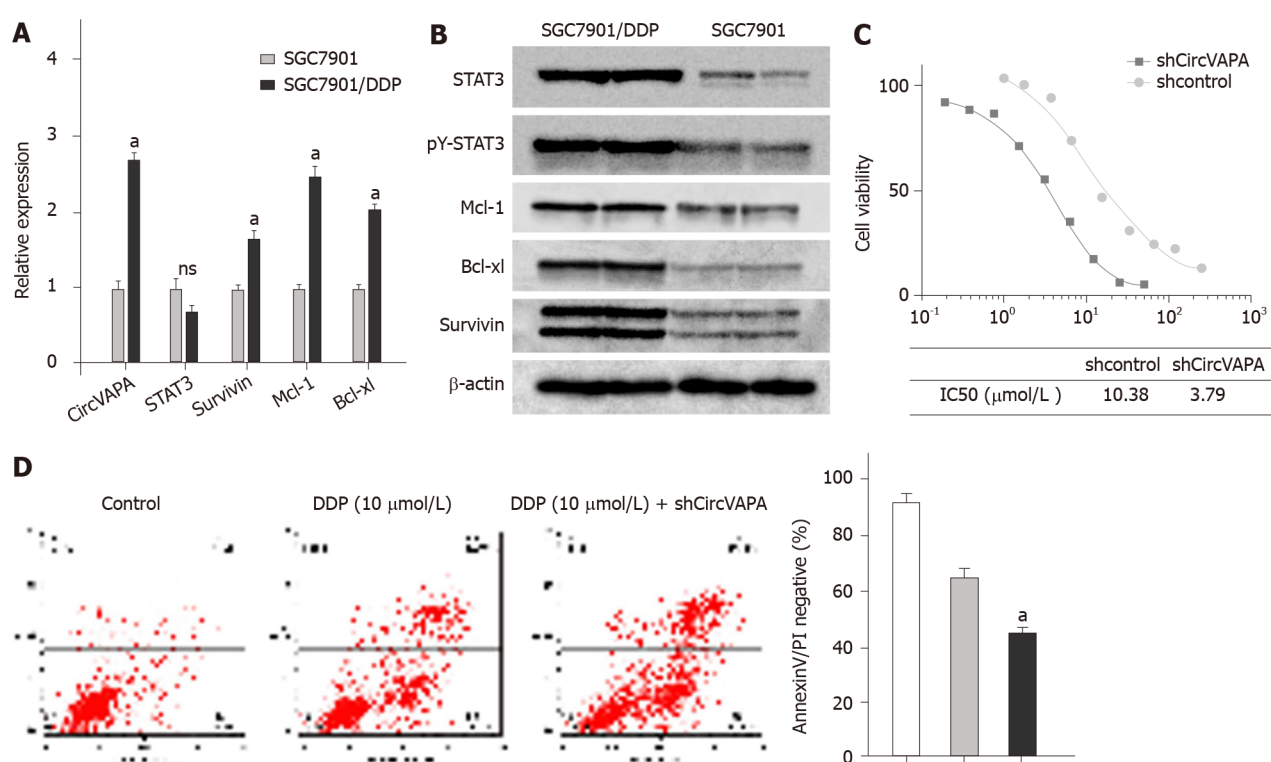 A
4
3
2
1
0
Relative expression
SGC7901
SGC7901/DDP
a
ns
a
a
a
CircVAPA
STAT3
Survivin
Mcl-1
Bcl-xl
B
SGC7901/DDP SGC7901
STAT3
pY-STAT3
Mcl-1
Bcl-xl
Survivin
β-actin
C
shCircVAPA
shcontrol
100
50
0
Cell viability
10⁻¹ 10⁰ 10¹ 10² 10³
shcontrol shCircVAPA
IC50 (μmol/L ) 10.38 3.79
D
Control
DDP (10 μmol/L)
DDP (10 μmol/L) + shCircVAPA
AnnexinV/PI negative (%)
100
80
60
40
20
0
a